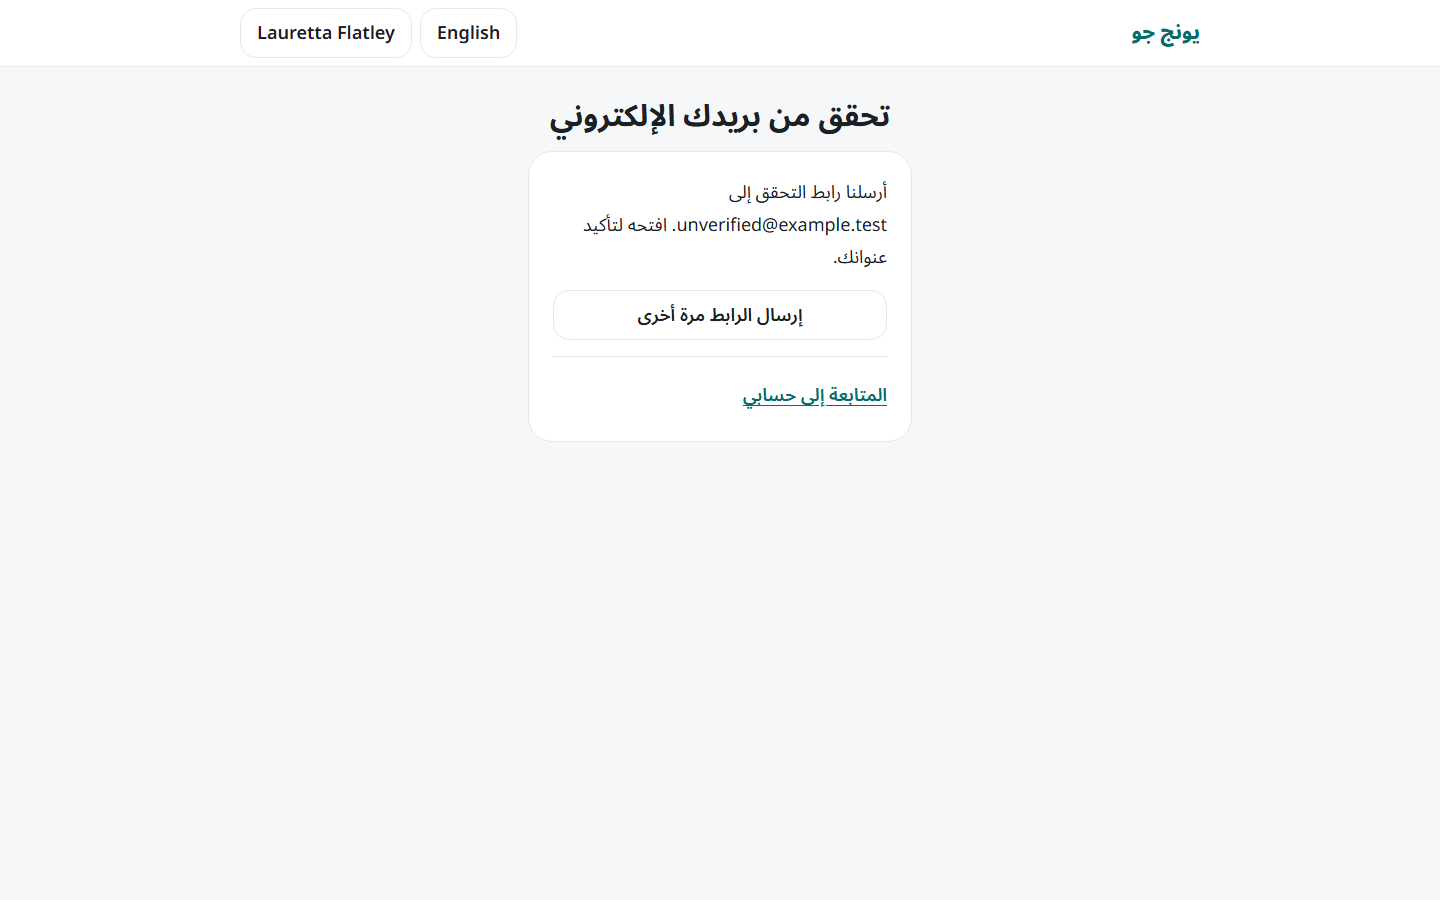 يونج جو
English
Lauretta Flatley
تحقق من بريدك الإلكتروني
أرسلنا رابط التحقق إلى
unverified@example.test. افتحه لتأكيد
عنوانك.
إرسال الرابط مرة أخرى
المتابعة إلى حسابي